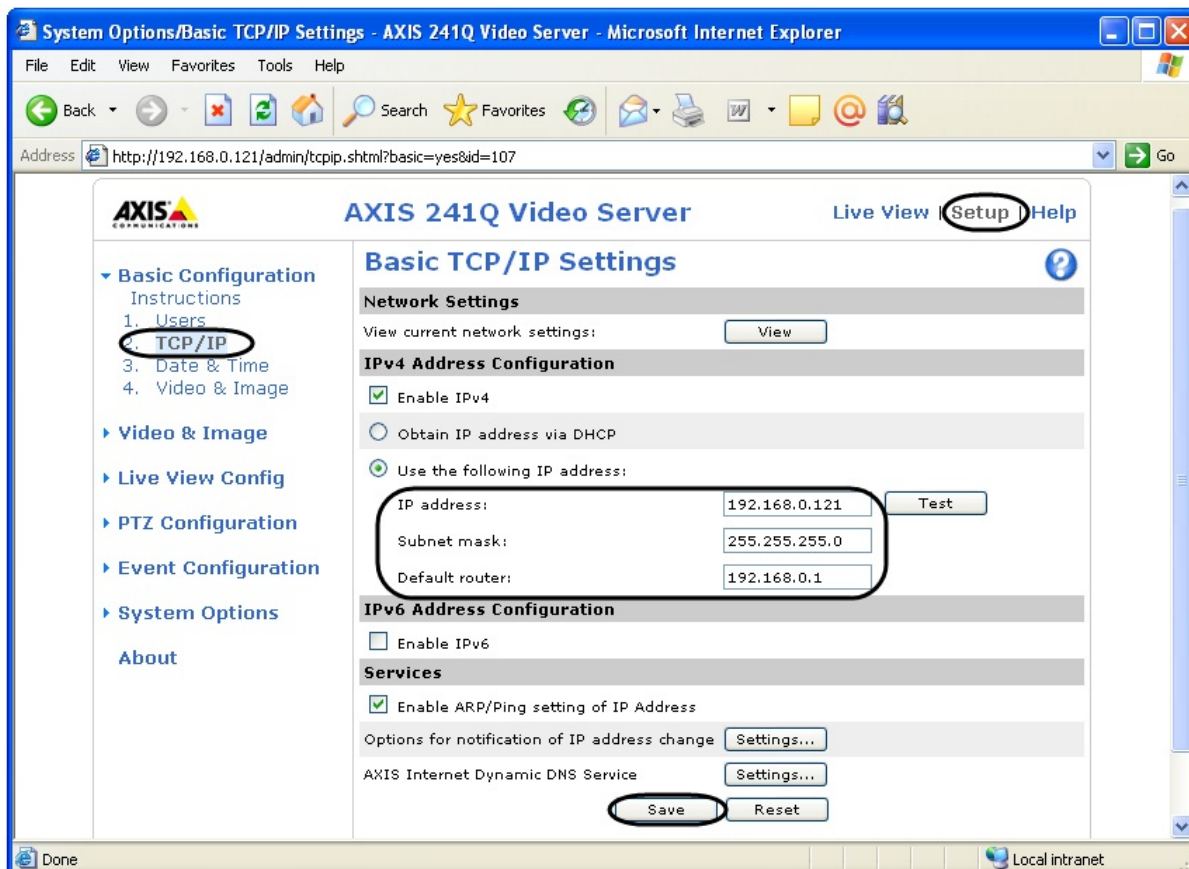 System Options/Basic TCP/IP Settings - AXIS 241Q Video Server - Microsoft Internet Explorer
File Edit View Favorites Tools Help
Back Search Favorites
Address http://192.168.0.121/admin/tcpip.shtml?basic=yes&id=107 Go
AXIS COMMUNICATIONS
AXIS 241Q Video Server
Live View | Setup | Help
Basic Configuration
Instructions
1. Users
2. TCP/IP
3. Date & Time
4. Video & Image
Video & Image
Live View Config
PTZ Configuration
Event Configuration
System Options
About
Basic TCP/IP Settings
Network Settings
View current network settings: View
IPv4 Address Configuration
Enable IPv4
Obtain IP address via DHCP
Use the following IP address:
IP address: 192.168.0.121 Test
Subnet mask: 255.255.255.0
Default router: 192.168.0.1
IPv6 Address Configuration
Enable IPv6
Services
Enable ARP/Ping setting of IP Address
Options for notification of IP address change Settings...
AXIS Internet Dynamic DNS Service Settings...
Save Reset
Done Local intranet